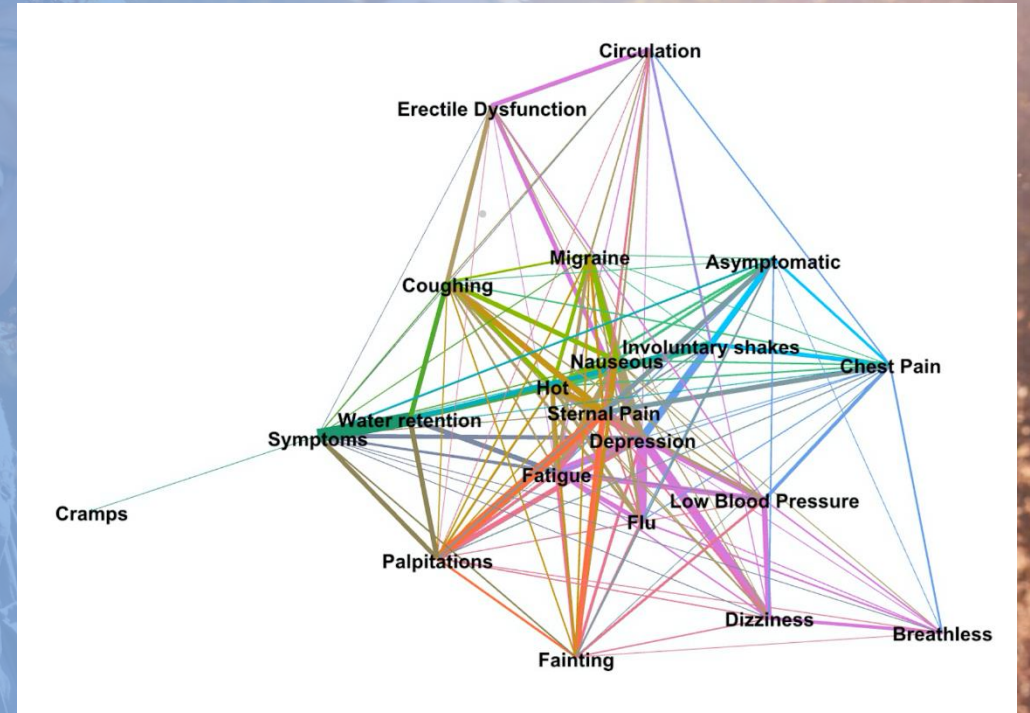 Circulation
Erectile Dysfunction
Migraine
Asymptomatic
Coughing
Involuntary shakes
Nauseous
Chest Pain
Hot
Sternal Pain
Water retention
Symptoms
Depression
Fatigue
Low Blood Pressure
Cramps
Flu
Palpitations
Dizziness
Breathless
Fainting